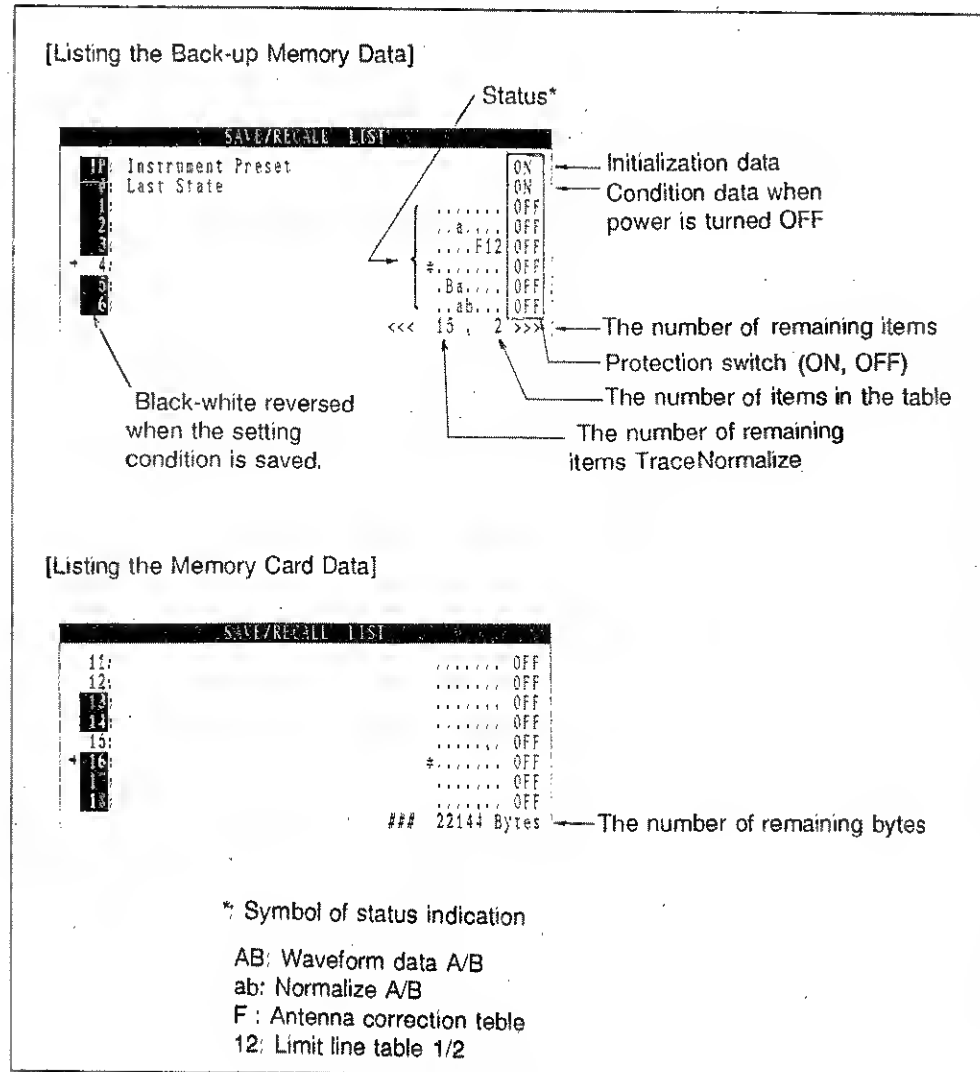 [Listing the Back-up Memory Data]
Status*
SAVE/RECALL LIST
IP: Instrument Preset ON
#: Last State ON
1: ....... OFF
2: ..a.... OFF
3: ....F12 OFF
4: *....... OFF
5: .Ba.... OFF
6: ..ab... OFF
<<< 15 , 2 >>>
Initialization data
Condition data when
power is turned OFF
The number of remaining items
Protection switch (ON, OFF)
The number of items in the table
The number of remaining
items TraceNormalize
Black-white reversed
when the setting
condition is saved.
[Listing the Memory Card Data]
SAVE/RECALL LIST
11: ....... OFF
12: ....... OFF
13: ....... OFF
14: ....... OFF
15: ....... OFF
16: *....... OFF
....... OFF
....... OFF
### 22144 Bytes
The number of remaining bytes
*: Symbol of status indication
AB: Waveform data A/B
ab: Normalize A/B
F : Antenna correction teble
12: Limit line table 1/2